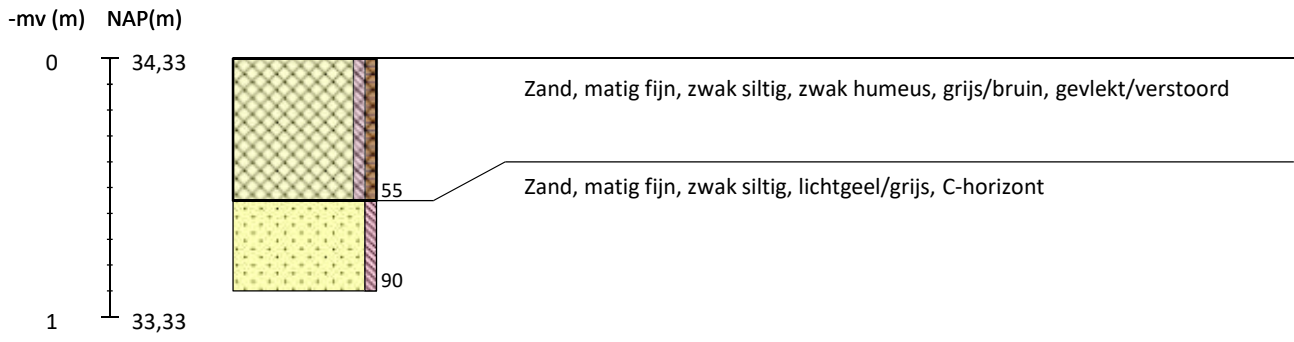 -mv (m) NAP(m)
0 34,33
Zand, matig fijn, zwak siltig, zwak humeus, grijs/bruin, gevlekt/verstoord
55
Zand, matig fijn, zwak siltig, lichtgeel/grijs, C-horizont
90
1 33,33